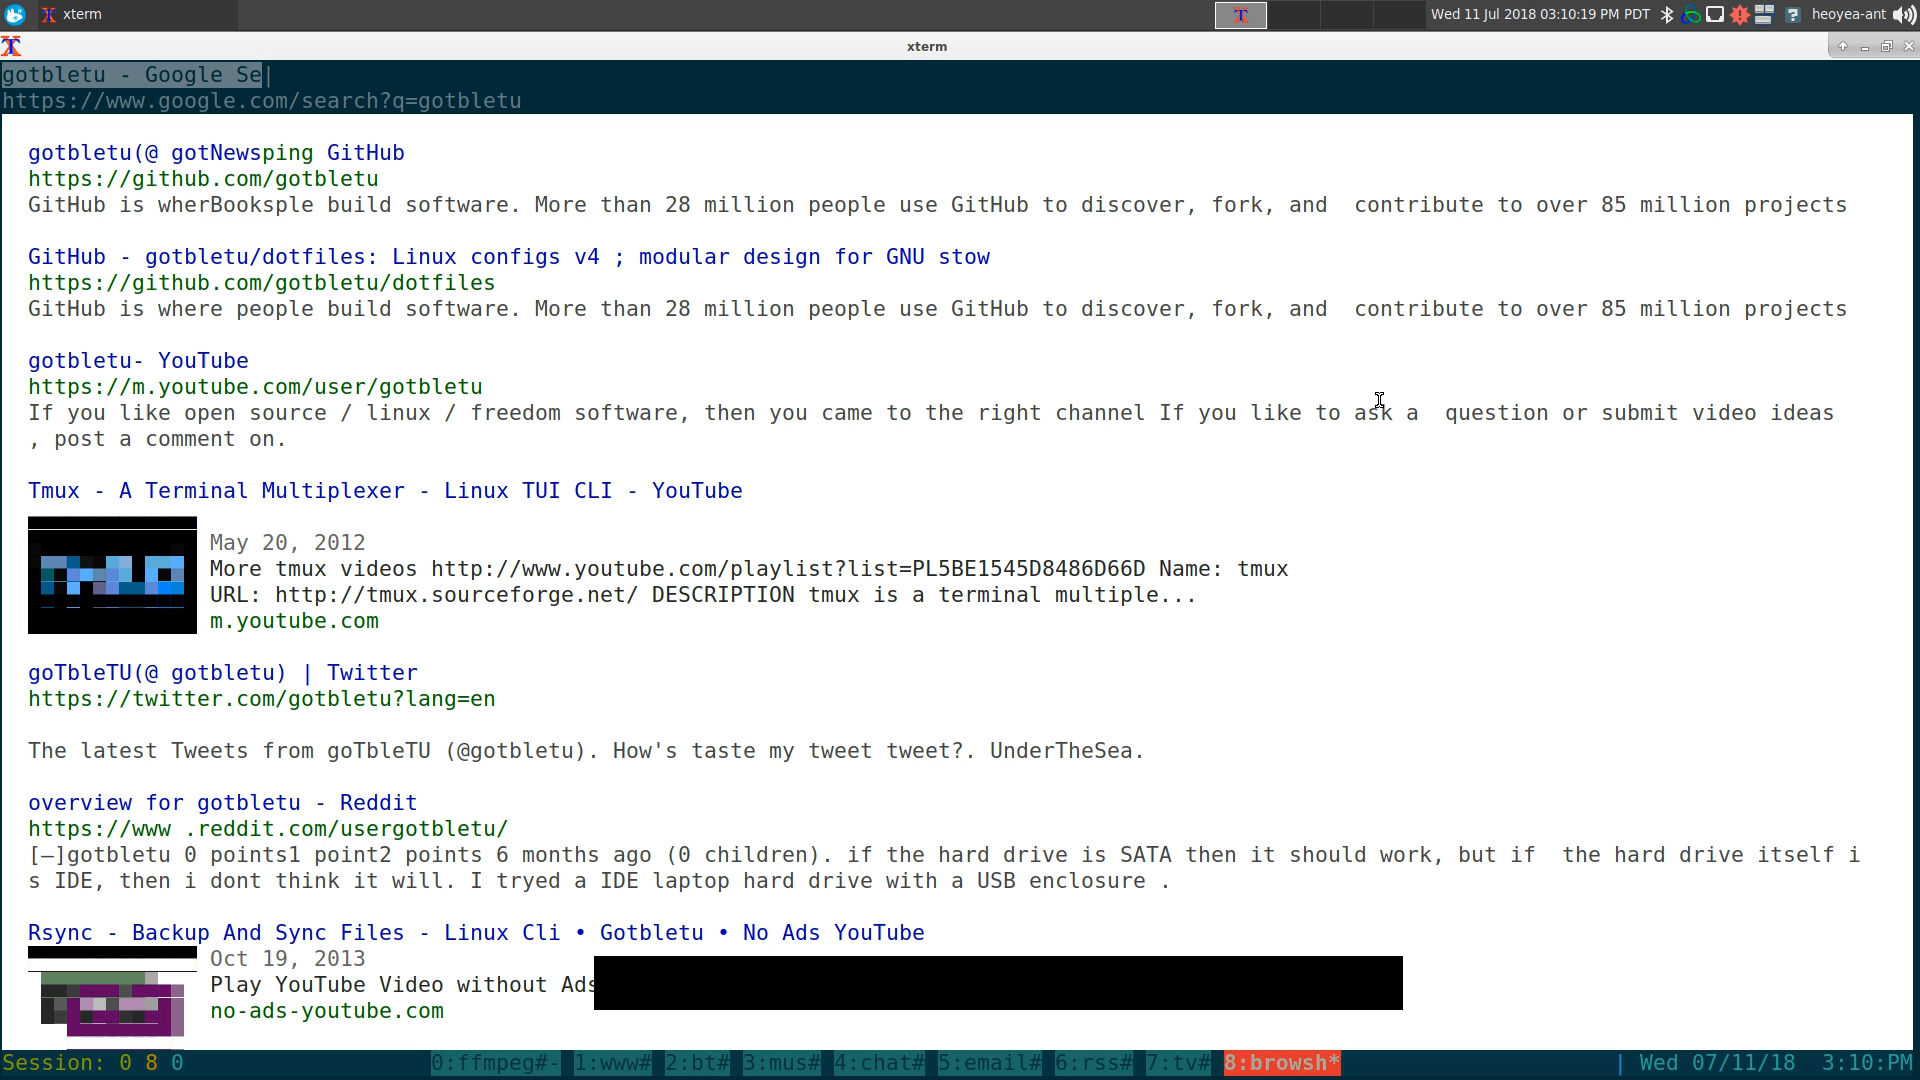 xterm
Wed 11 Jul 2018 03:10:19 PM PDT
heoyea-ant
xterm
gotbletu - Google Se
https://www.google.com/search?q=gotbletu
gotbletu(@ gotNewsping GitHub
https://github.com/gotbletu
GitHub is wherBooksple build software. More than 28 million people use GitHub to discover, fork, and  contribute to over 85 million projects
GitHub - gotbletu/dotfiles: Linux configs v4 ; modular design for GNU stow
https://github.com/gotbletu/dotfiles
GitHub is where people build software. More than 28 million people use GitHub to discover, fork, and  contribute to over 85 million projects
gotbletu- YouTube
https://m.youtube.com/user/gotbletu
If you like open source / linux / freedom software, then you came to the right channel If you like to ask a  question or submit video ideas
, post a comment on.
Tmux - A Terminal Multiplexer - Linux TUI CLI - YouTube
May 20, 2012
More tmux videos http://www.youtube.com/playlist?list=PL5BE1545D8486D66D Name: tmux
URL: http://tmux.sourceforge.net/ DESCRIPTION tmux is a terminal multiple...
m.youtube.com
goTbleTU(@ gotbletu) | Twitter
https://twitter.com/gotbletu?lang=en
The latest Tweets from goTbleTU (@gotbletu). How's taste my tweet tweet?. UnderTheSea.
overview for gotbletu - Reddit
https://www .reddit.com/usergotbletu/
[–]gotbletu 0 points1 point2 points 6 months ago (0 children). if the hard drive is SATA then it should work, but if  the hard drive itself i
s IDE, then i dont think it will. I tryed a IDE laptop hard drive with a USB enclosure .
Rsync - Backup And Sync Files - Linux Cli • Gotbletu • No Ads YouTube
Oct 19, 2013
Play YouTube Video without Ads
no-ads-youtube.com
Session: 0 8 0 0:ffmpeg#- 1:www# 2:bt# 3:mus# 4:chat# 5:email# 6:rss# 7:tv# 8:browsh* | Wed 07/11/18  3:10:PM